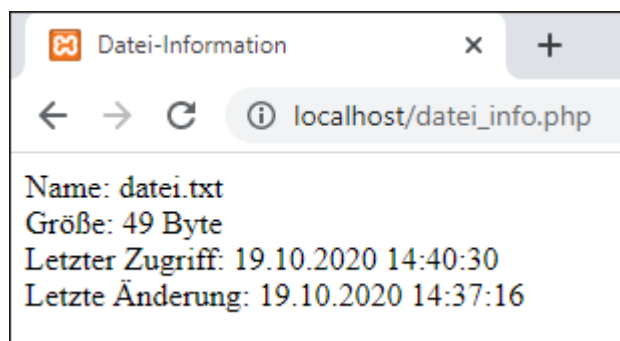 Datei-Information
localhost/datei_info.php
Name: datei.txt
Größe: 49 Byte
Letzter Zugriff: 19.10.2020 14:40:30
Letzte Änderung: 19.10.2020 14:37:16